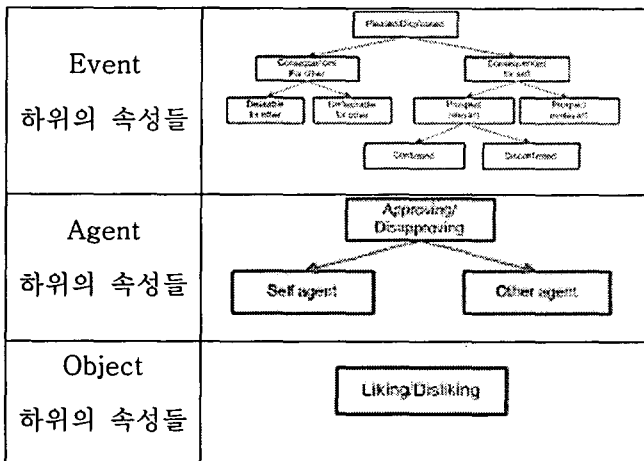 Event
하위의 속성들
Pleased/Displeased
Consequences
for other
Consequences
for self
Desirable
for other
Undesirable
for other
Prospect
relevant
Prospect
irrelevant
Confirmed
Disconfirmed
Agent
하위의 속성들
Approving/
Disapproving
Self agent
Other agent
Object
하위의 속성들
Liking/Disliking